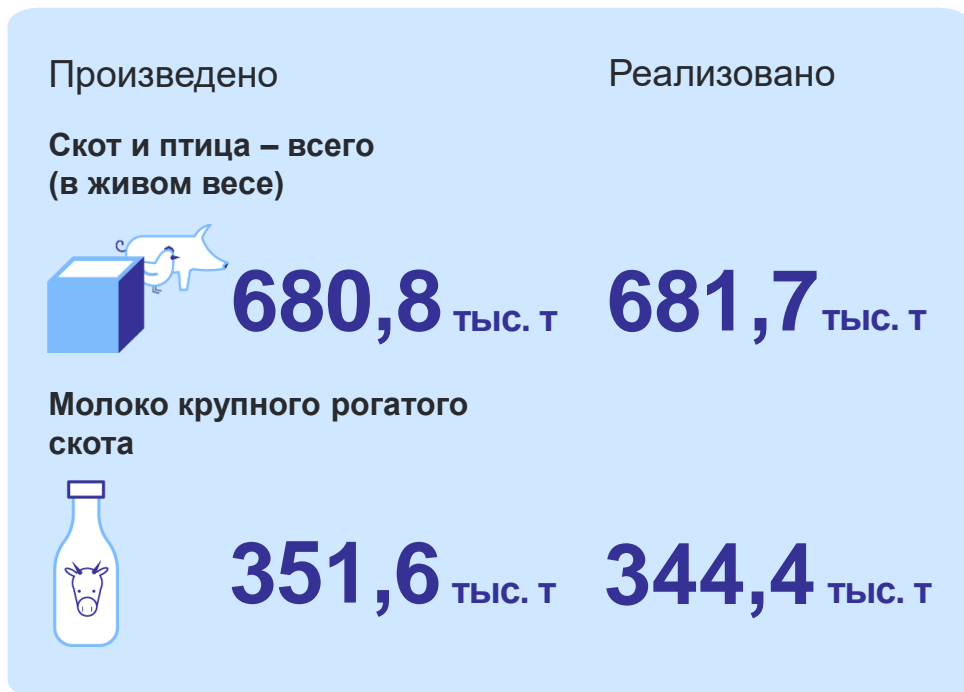 Произведено
Реализовано
Скот и птица – всего
(в живом весе)
680,8 тыс. т
681,7 тыс. т
Молоко крупного рогатого
скота
351,6 тыс. т
344,4 тыс. т